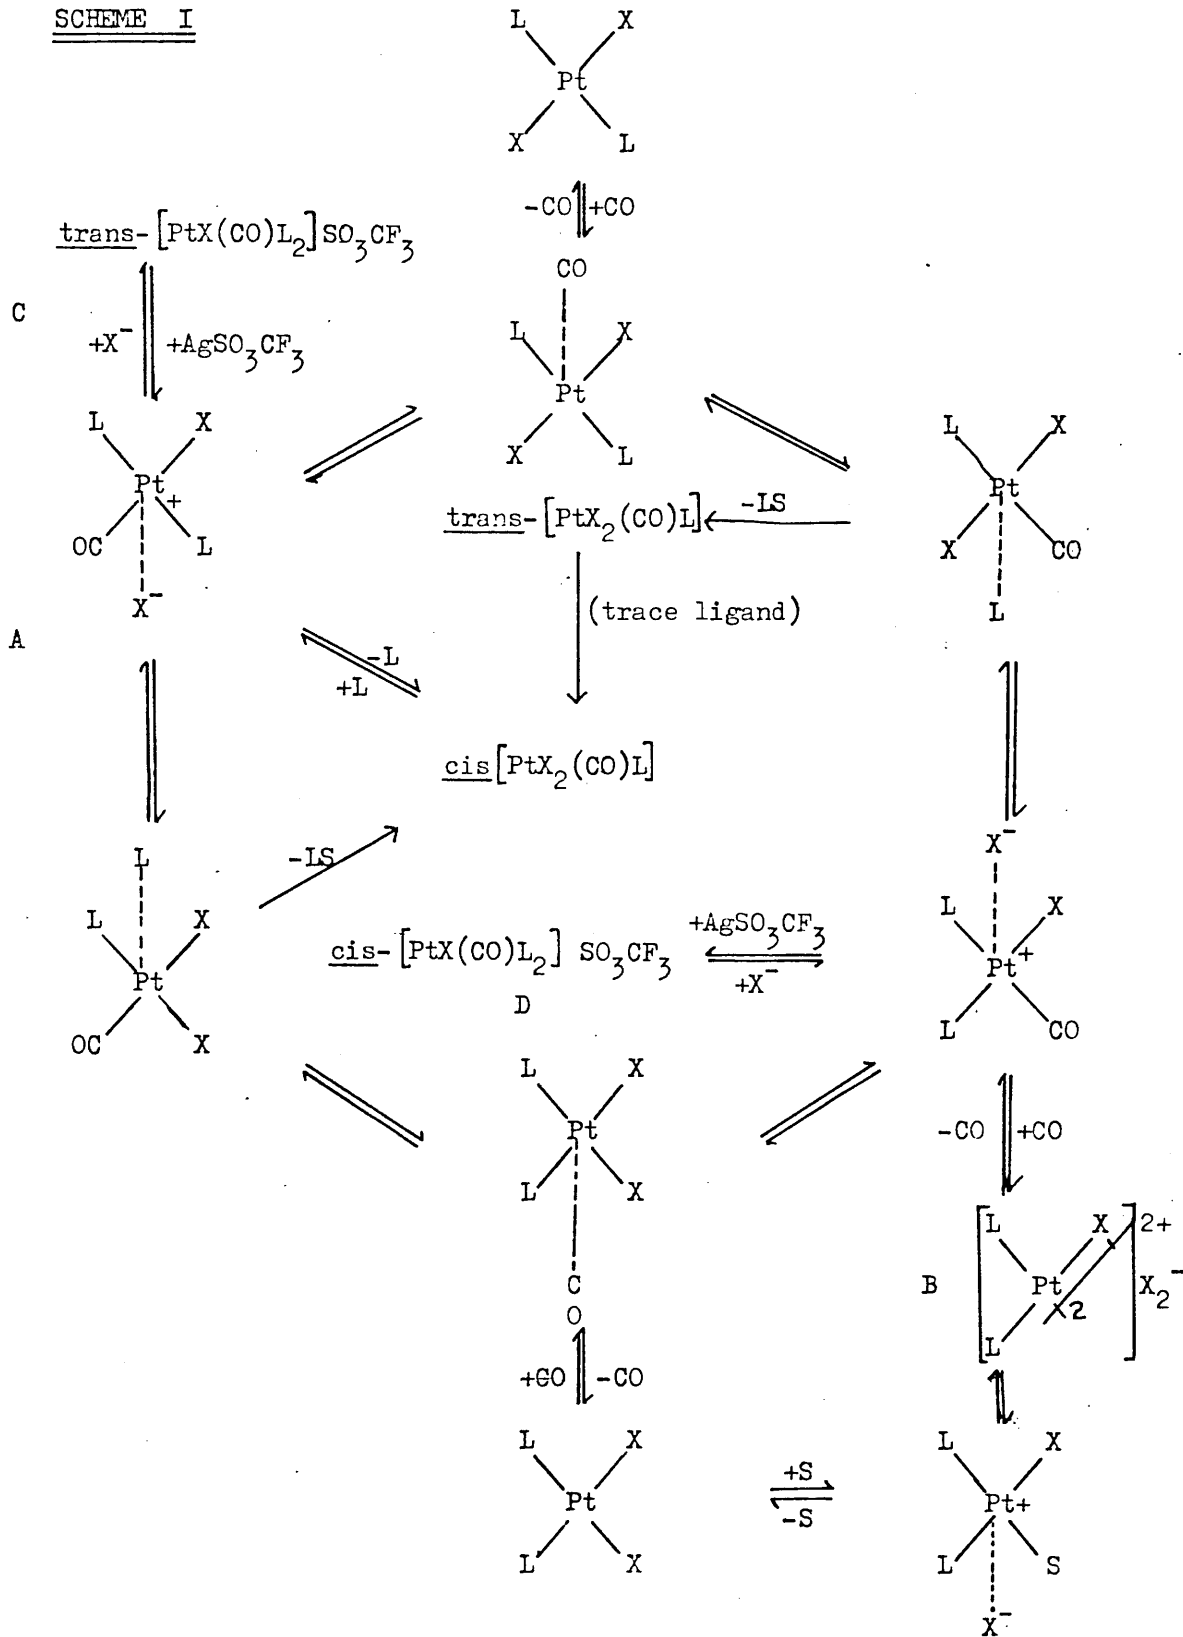 SCHEME I
L X
Pt
X L
-CO +CO
trans-[PtX(CO)L2]SO3CF3
CO
C
+X- +AgSO3CF3
L X
Pt
X L
L X
Pt+
OC L
X-
L X
Pt
X CO
L
trans-[PtX2(CO)L] -LS
(trace ligand)
A
-L
+L
cis[PtX2(CO)L]
-LS
L
L X
Pt
OC X
X-
L X
Pt+
L CO
cis-[PtX(CO)L2] SO3CF3
+AgSO3CF3
+X-
D
L X
Pt
L X
C
O
-CO +CO
+CO -CO
B
[L X ]2+
Pt X2-
X2
L
L X
Pt
L X
+S
-S
L X
Pt+
L S
X-